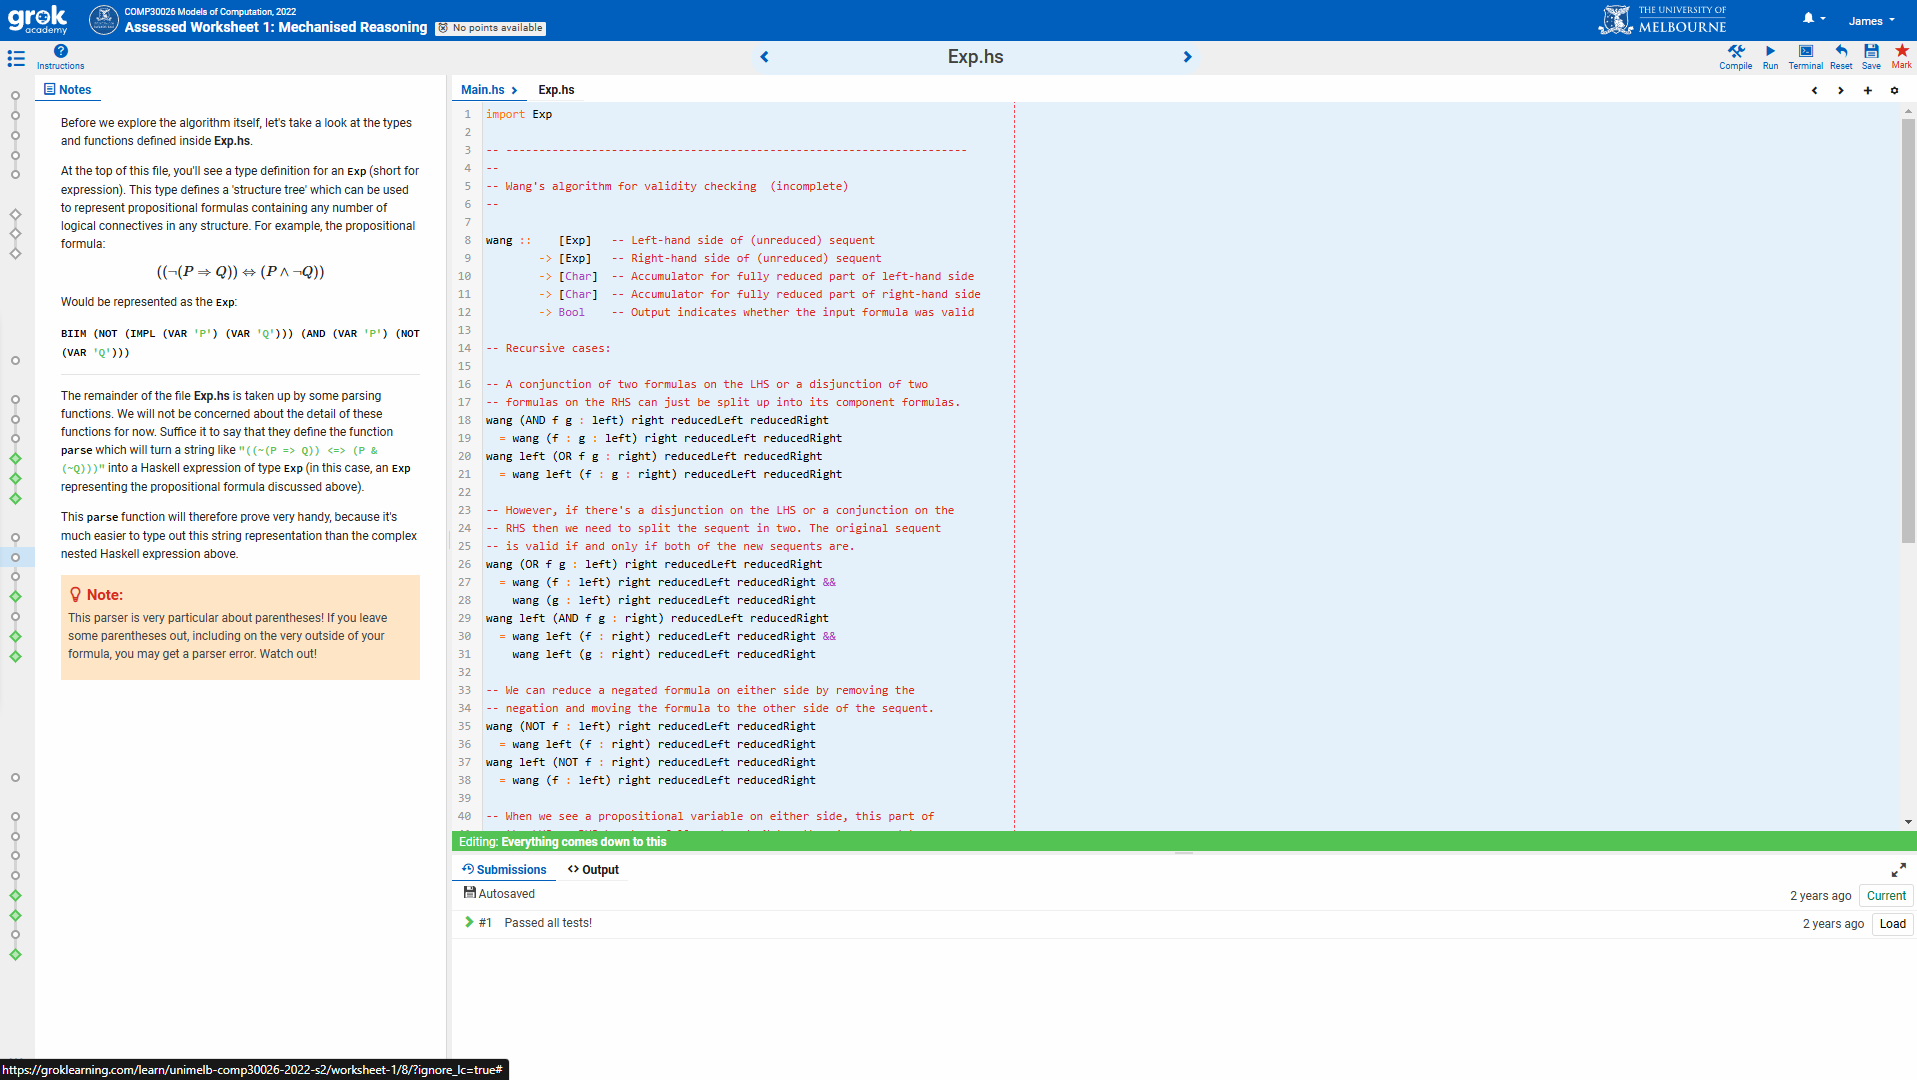 grok academy
COMP30026 Models of Computation, 2022
Assessed Worksheet 1: Mechanised Reasoning
No points available
THE UNIVERSITY OF MELBOURNE
James
Instructions
Exp.hs
Compile
Run
Terminal
Reset
Save
Mark
Notes
Before we explore the algorithm itself, let's take a look at the types
and functions defined inside Exp.hs.
At the top of this file, you'll see a type definition for an Exp (short for
expression). This type defines a 'structure tree' which can be used
to represent propositional formulas containing any number of
logical connectives in any structure. For example, the propositional
formula:
((¬(P ⇒ Q)) ⇔ (P ∧ ¬Q))
Would be represented as the Exp:
BIIM (NOT (IMPL (VAR 'P') (VAR 'Q'))) (AND (VAR 'P') (NOT
(VAR 'Q')))
The remainder of the file Exp.hs is taken up by some parsing
functions. We will not be concerned about the detail of these
functions for now. Suffice it to say that they define the function
parse which will turn a string like "((~(P => Q)) <=> (P &
(~Q)))" into a Haskell expression of type Exp (in this case, an Exp
representing the propositional formula discussed above).
This parse function will therefore prove very handy, because it's
much easier to type out this string representation than the complex
nested Haskell expression above.
Note:
This parser is very particular about parentheses! If you leave
some parentheses out, including on the very outside of your
formula, you may get a parser error. Watch out!
Main.hs
Exp.hs
1 import Exp
2
3 -- ----------------------------------------------------------------------
4 --
5 -- Wang's algorithm for validity checking  (incomplete)
6 --
7
8 wang ::    [Exp]   -- Left-hand side of (unreduced) sequent
9         -> [Exp]   -- Right-hand side of (unreduced) sequent
10         -> [Char]  -- Accumulator for fully reduced part of left-hand side
11         -> [Char]  -- Accumulator for fully reduced part of right-hand side
12         -> Bool    -- Output indicates whether the input formula was valid
13
14 -- Recursive cases:
15
16 -- A conjunction of two formulas on the LHS or a disjunction of two
17 -- formulas on the RHS can just be split up into its component formulas.
18 wang (AND f g : left) right reducedLeft reducedRight
19   = wang (f : g : left) right reducedLeft reducedRight
20 wang left (OR f g : right) reducedLeft reducedRight
21   = wang left (f : g : right) reducedLeft reducedRight
22
23 -- However, if there's a disjunction on the LHS or a conjunction on the
24 -- RHS then we need to split the sequent in two. The original sequent
25 -- is valid if and only if both of the new sequents are.
26 wang (OR f g : left) right reducedLeft reducedRight
27   = wang (f : left) right reducedLeft reducedRight &&
28     wang (g : left) right reducedLeft reducedRight
29 wang left (AND f g : right) reducedLeft reducedRight
30   = wang left (f : right) reducedLeft reducedRight &&
31     wang left (g : right) reducedLeft reducedRight
32
33 -- We can reduce a negated formula on either side by removing the
34 -- negation and moving the formula to the other side of the sequent.
35 wang (NOT f : left) right reducedLeft reducedRight
36   = wang left (f : right) reducedLeft reducedRight
37 wang left (NOT f : right) reducedLeft reducedRight
38   = wang (f : left) right reducedLeft reducedRight
39
40 -- When we see a propositional variable on either side, this part of
Editing: Everything comes down to this
Submissions
Output
Autosaved
2 years ago
Current
#1 Passed all tests!
2 years ago
Load
https://groklearning.com/learn/unimelb-comp30026-2022-s2/worksheet-1/8/?ignore_lc=true#